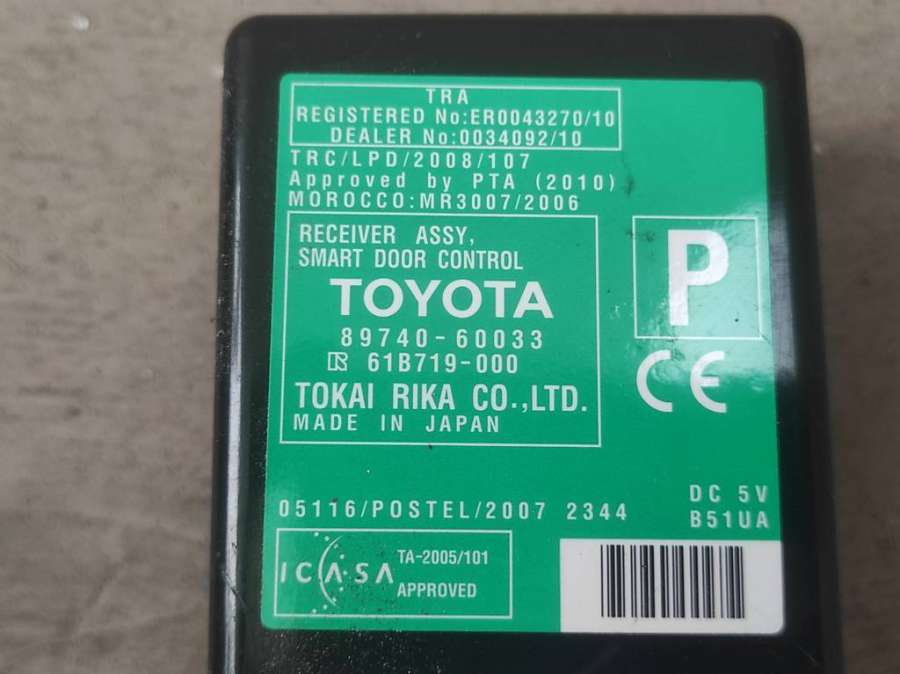 TRA
REGISTERED No:ER0043270/10
DEALER No:0034092/10
TRC/LPD/2008/107
Approved by PTA (2010)
MOROCCO:MR3007/2006
RECEIVER ASSY,
SMART DOOR CONTROL
TOYOTA
89740-60033
61B719-000
TOKAI RIKA CO.,LTD.
MADE IN JAPAN
P
CE
05116/POSTEL/2007 2344
DC 5V
B51UA
ICASA
TA-2005/101
APPROVED